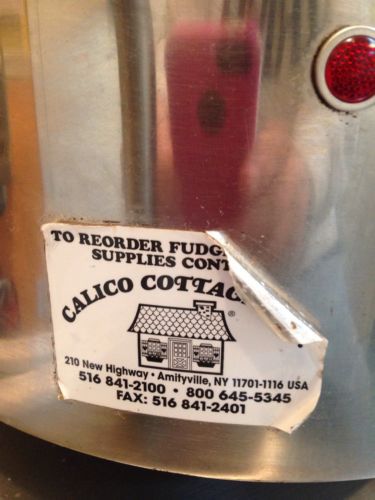 TO REORDER FUDGE
SUPPLIES CONT
CALICO COTTAG
®
210 New Highway • Amityville, NY 11701-1116 USA
516 841-2100 • 800 645-5345
FAX: 516 841-2401